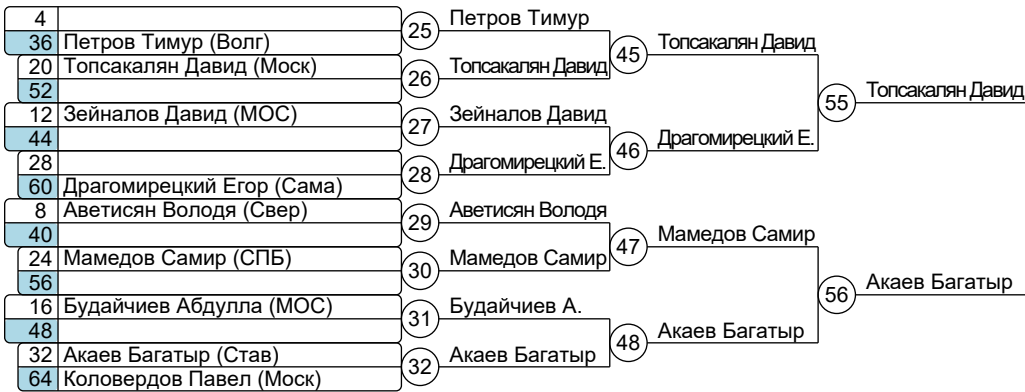 4
36 Петров Тимур (Волг)
25
Петров Тимур
20 Топсакалян Давид (Моск)
52
26
Топсакалян Давид
45
Топсакалян Давид
12 Зейналов Давид (МОС)
44
27
Зейналов Давид
28
60 Драгомирецкий Егор (Сама)
28
Драгомирецкий Е.
46
Драгомирецкий Е.
55
Топсакалян Давид
8 Аветисян Володя (Свер)
40
29
Аветисян Володя
24 Мамедов Самир (СПБ)
56
30
Мамедов Самир
47
Мамедов Самир
16 Будайчиев Абдулла (МОС)
48
31
Будайчиев А.
32 Акаев Багатыр (Став)
64 Коловердов Павел (Моск)
32
Акаев Багатыр
48
Акаев Багатыр
56
Акаев Багатыр